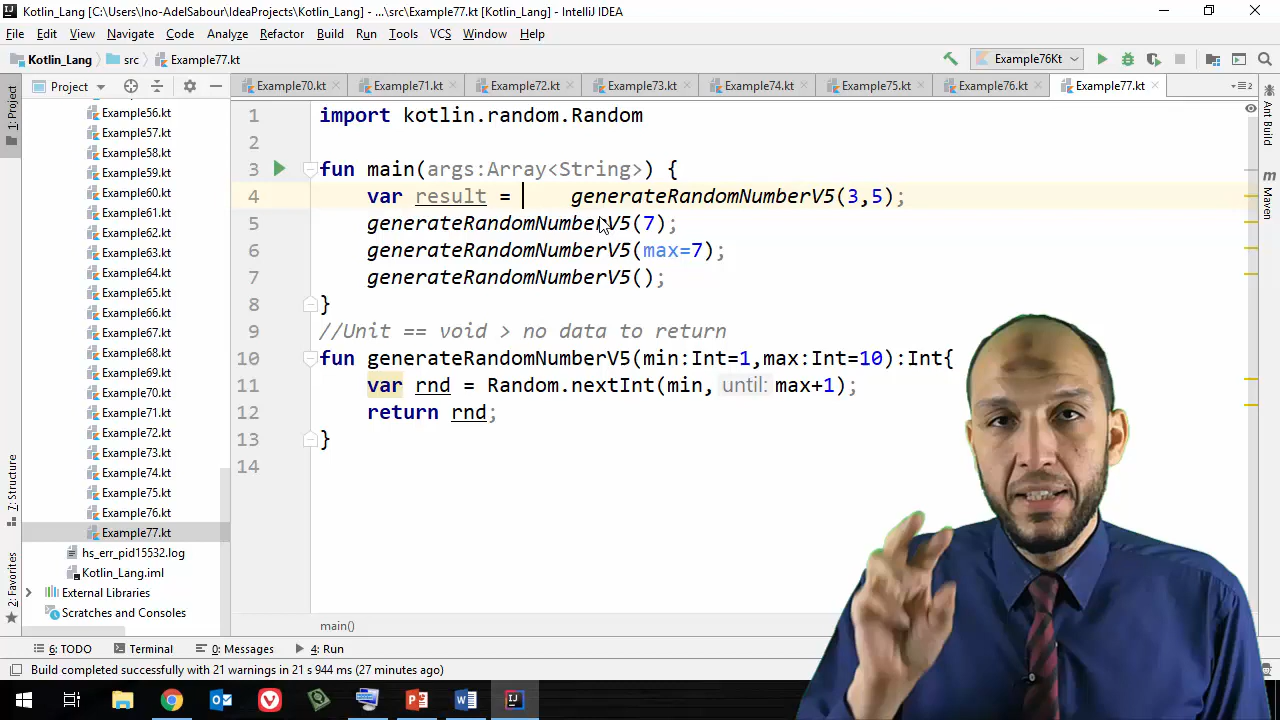 Kotlin_Lang [C:\Users\Ino-AdelSabour\IdeaProjects\Kotlin_Lang] - ...\src\Example77.kt [Kotlin_Lang] - IntelliJ IDEA
File Edit View Navigate Code Analyze Refactor Build Run Tools VCS Window Help
Kotlin_Lang src Example77.kt Example76Kt
Project Example70.kt Example71.kt Example72.kt Example73.kt Example74.kt Example75.kt Example76.kt Example77.kt
1: Project
7: Structure
2: Favorites
Ant Build
Maven
Example56.kt
Example57.kt
Example58.kt
Example59.kt
Example60.kt
Example61.kt
Example62.kt
Example63.kt
Example64.kt
Example65.kt
Example66.kt
Example67.kt
Example68.kt
Example69.kt
Example70.kt
Example71.kt
Example72.kt
Example73.kt
Example74.kt
Example75.kt
Example76.kt
Example77.kt
hs_err_pid15532.log
Kotlin_Lang.iml
External Libraries
Scratches and Consoles
1 import kotlin.random.Random
2
3 fun main(args:Array<String>) {
4 var result = generateRandomNumberV5(3,5);
5 generateRandomNumberV5(7);
6 generateRandomNumberV5(max=7);
7 generateRandomNumberV5();
8 }
9 //Unit == void > no data to return
10 fun generateRandomNumberV5(min:Int=1,max:Int=10):Int{
11 var rnd = Random.nextInt(min, until: max+1);
12 return rnd;
13 }
14
main()
6: TODO Terminal 0: Messages 4: Run
Build completed successfully with 21 warnings in 21 s 944 ms (27 minutes ago)